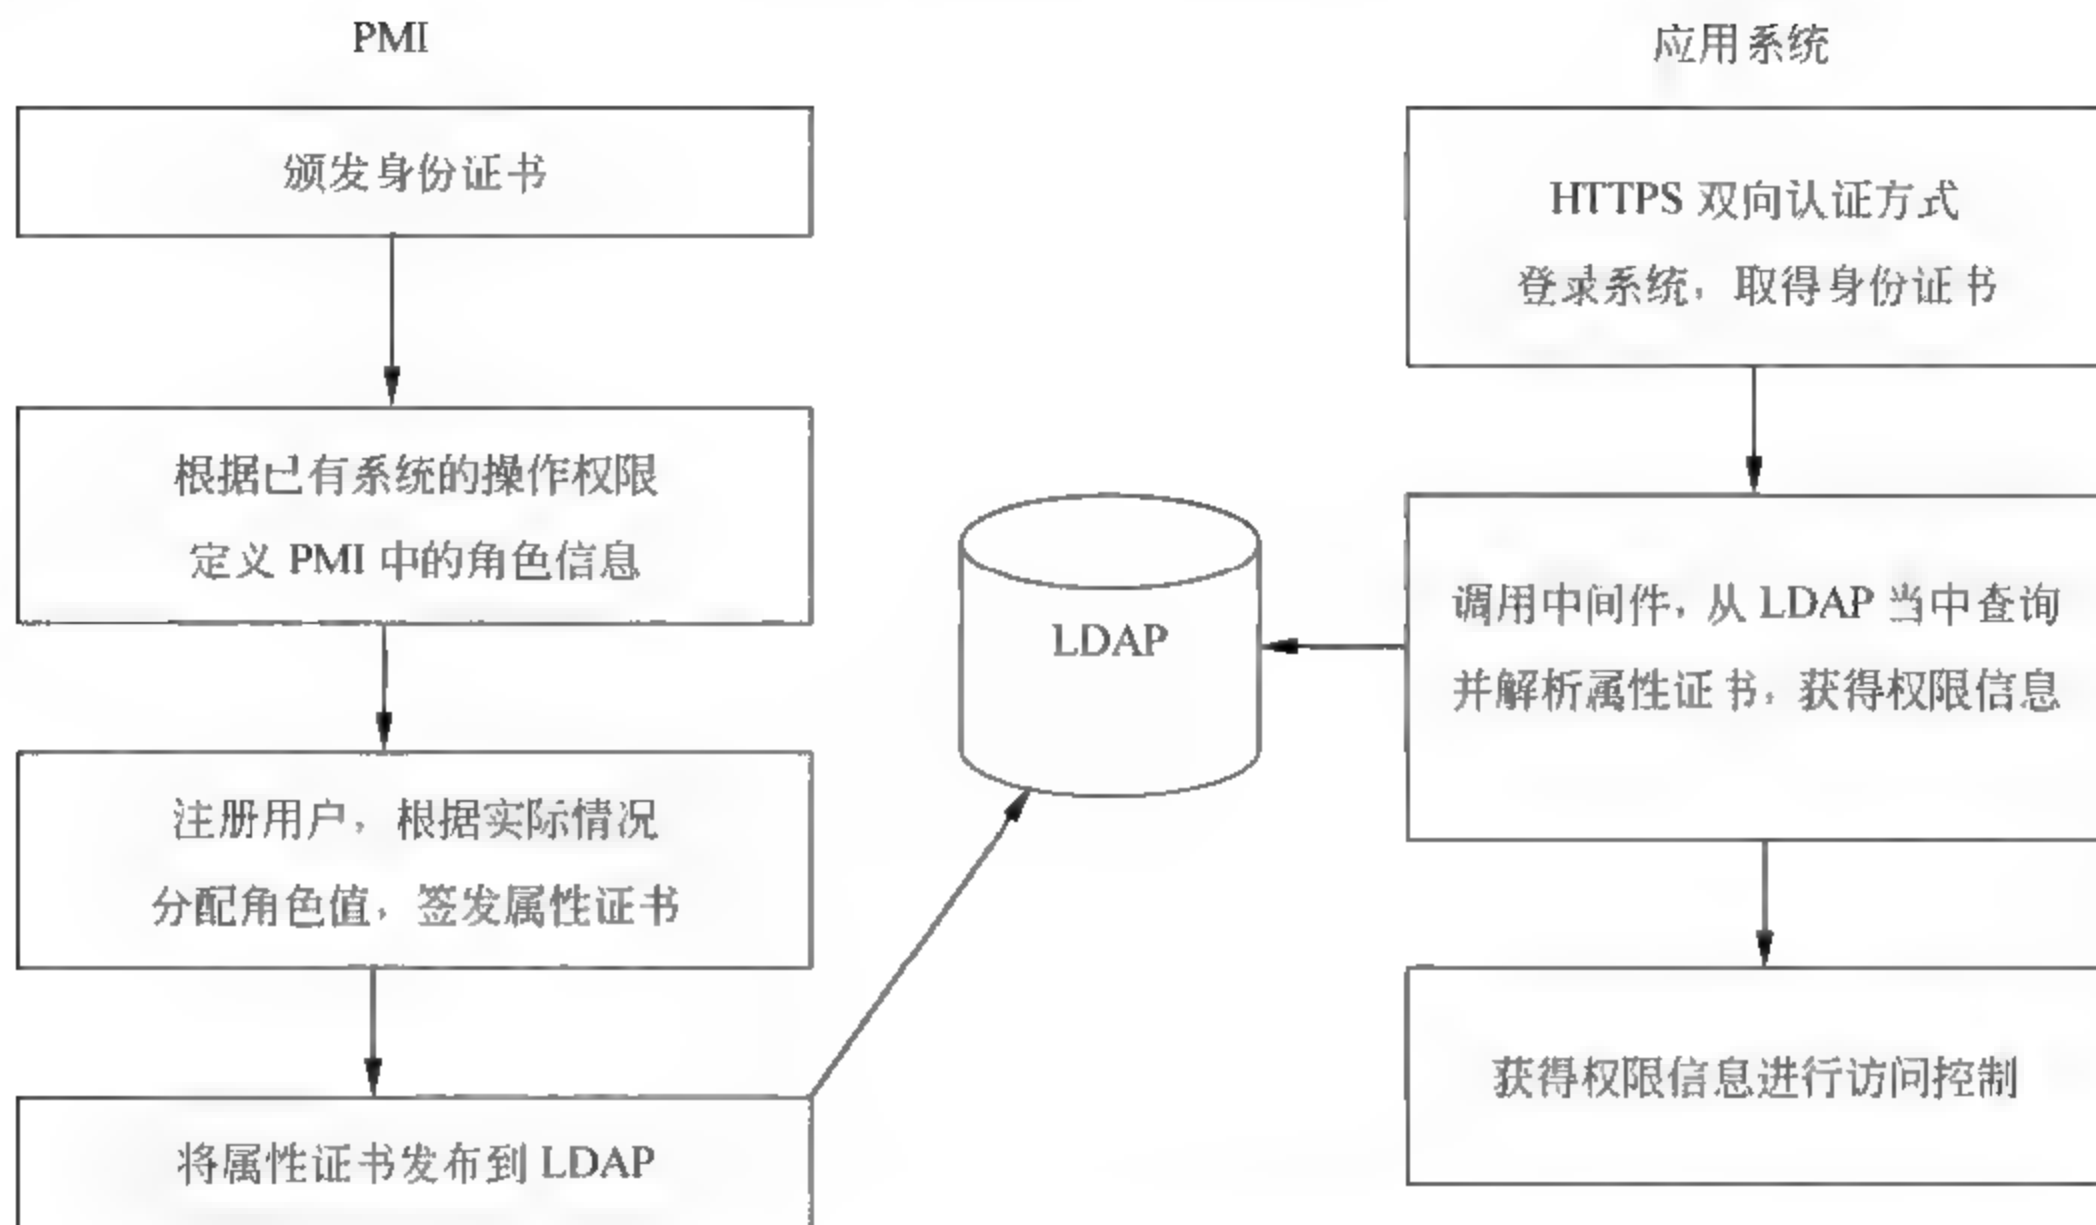 PMI
颁发身份证书
根据已有系统的操作权限
定义 PMI 中的角色信息
注册用户，根据实际情况
分配角色值，签发属性证书
将属性证书发布到 LDAP
LDAP
应用系统
HTTPS 双向认证方式
登录系统，取得身份证书
调用中间件，从 LDAP 当中查询
并解析属性证书，获得权限信息
获得权限信息进行访问控制